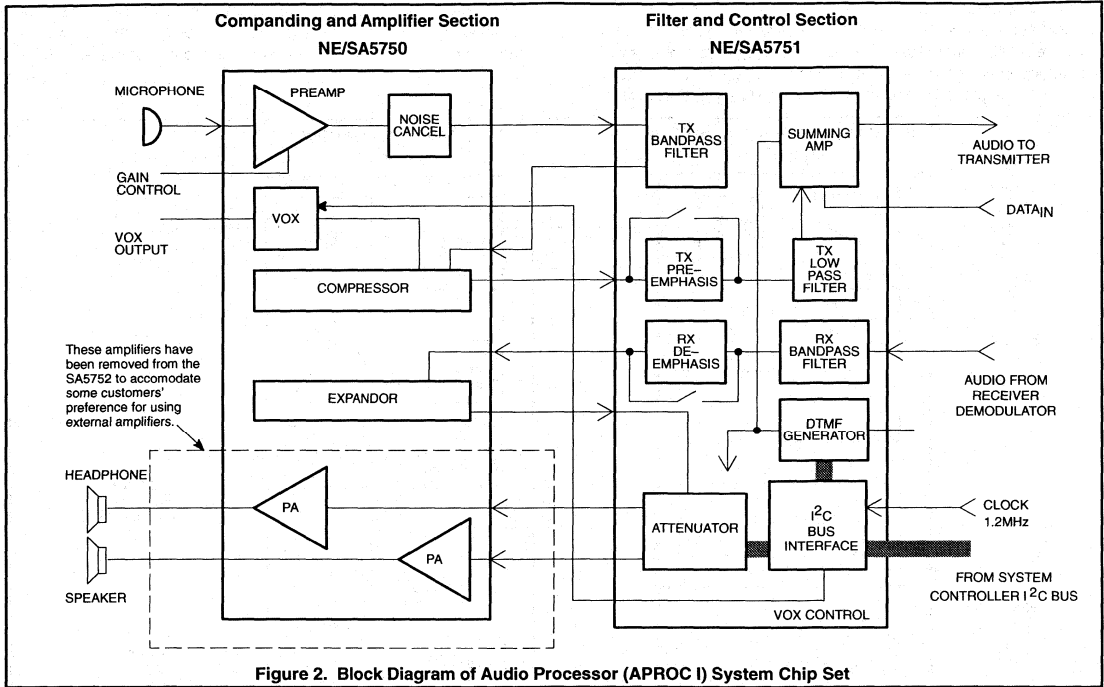 Companding and Amplifier Section
NE/SA5750
Filter and Control Section
NE/SA5751
MICROPHONE
PREAMP
NOISE
CANCEL
GAIN
CONTROL
VOX
VOX
OUTPUT
COMPRESSOR
TX
BANDPASS
FILTER
SUMMING
AMP
AUDIO TO
TRANSMITTER
DATAIN
TX
PRE-
EMPHASIS
TX
LOW
PASS
FILTER
These amplifiers have
been removed from the
SA5752 to accomodate
some customers'
preference for using
external amplifiers.
EXPANDOR
RX
DE-
EMPHASIS
RX
BANDPASS
FILTER
AUDIO FROM
RECEIVER
DEMODULATOR
DTMF
GENERATOR
HEADPHONE
PA
SPEAKER
PA
ATTENUATOR
I2C
BUS
INTERFACE
CLOCK
1.2MHz
FROM SYSTEM
CONTROLLER I2C BUS
VOX CONTROL
Figure 2. Block Diagram of Audio Processor (APROC I) System Chip Set